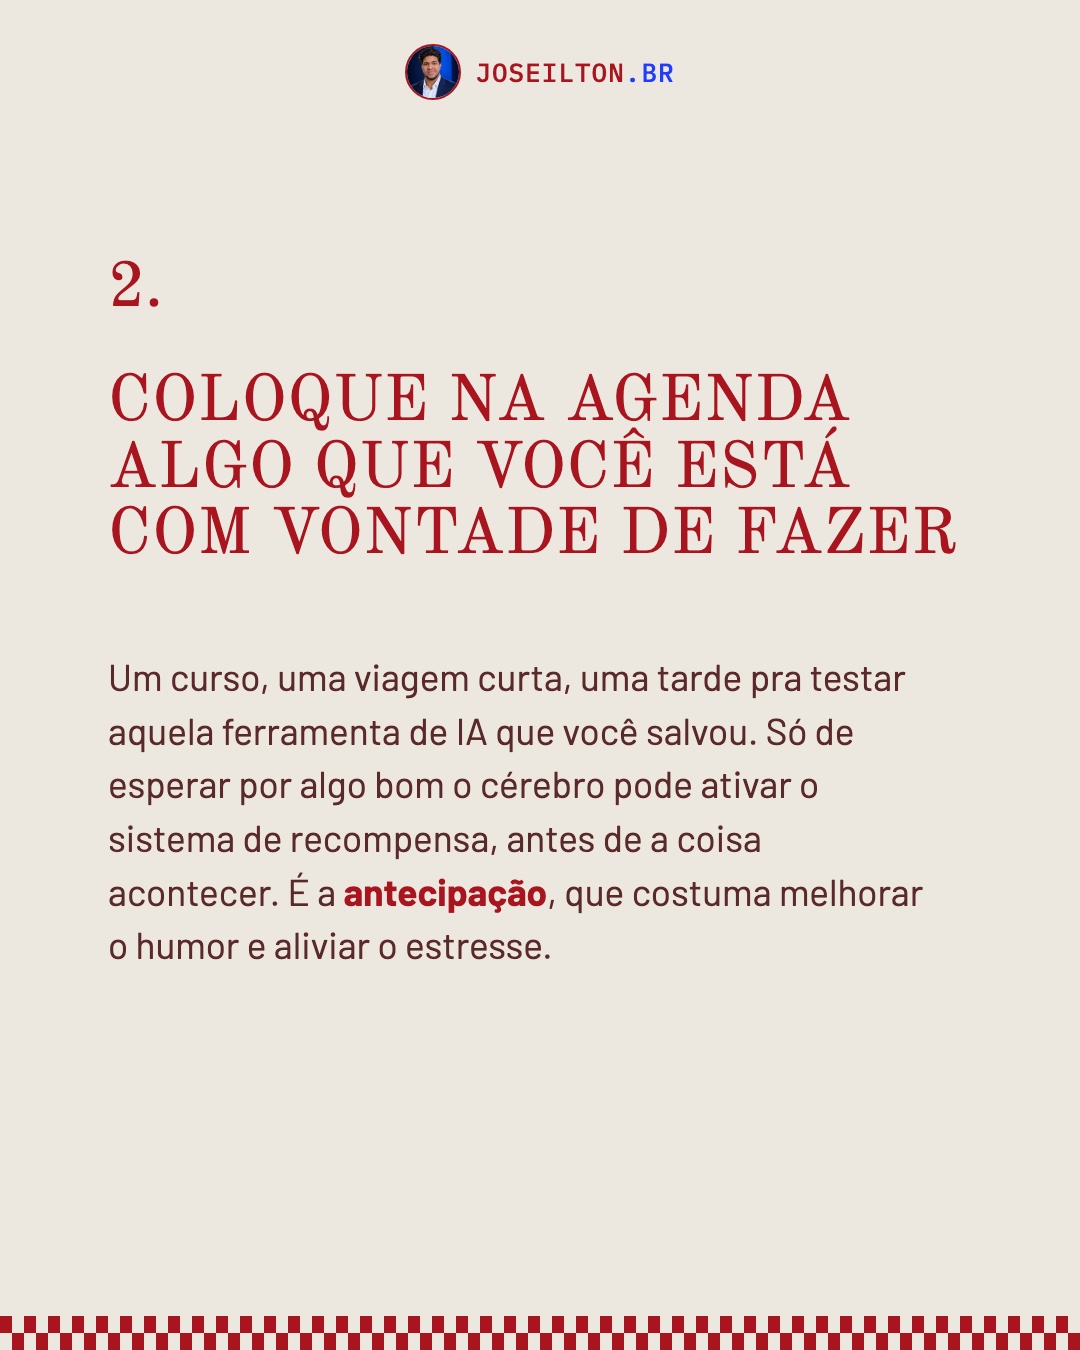 JOSEILTON.BR
2.
COLOQUE NA AGENDA
ALGO QUE VOCÊ ESTÁ
COM VONTADE DE FAZER
Um curso, uma viagem curta, uma tarde pra testar
aquela ferramenta de IA que você salvou. Só de
esperar por algo bom o cérebro pode ativar o
sistema de recompensa, antes de a coisa
acontecer. É a antecipação, que costuma melhorar
o humor e aliviar o estresse.